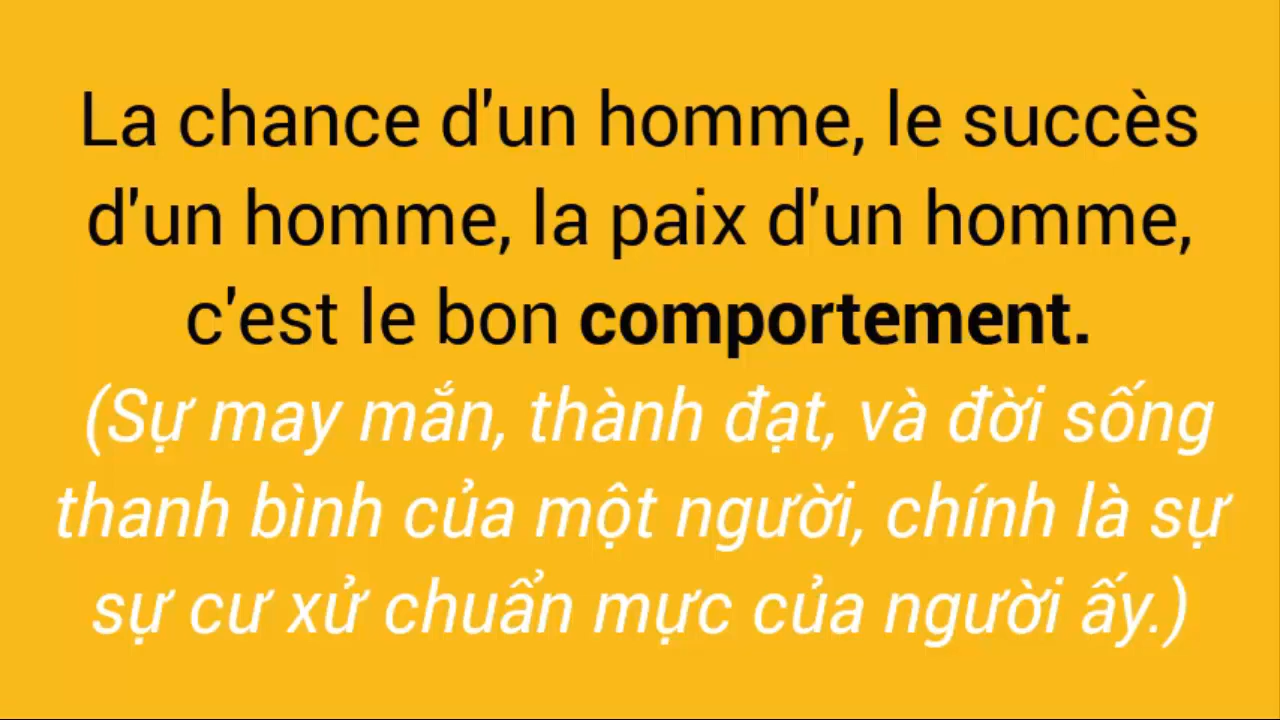 La chance d'un homme, le succès
d'un homme, la paix d'un homme,
c'est le bon comportement.
(Sự may mắn, thành đạt, và đời sống
thanh bình của một người, chính là sự
sự cư xử chuẩn mực của người ấy.)